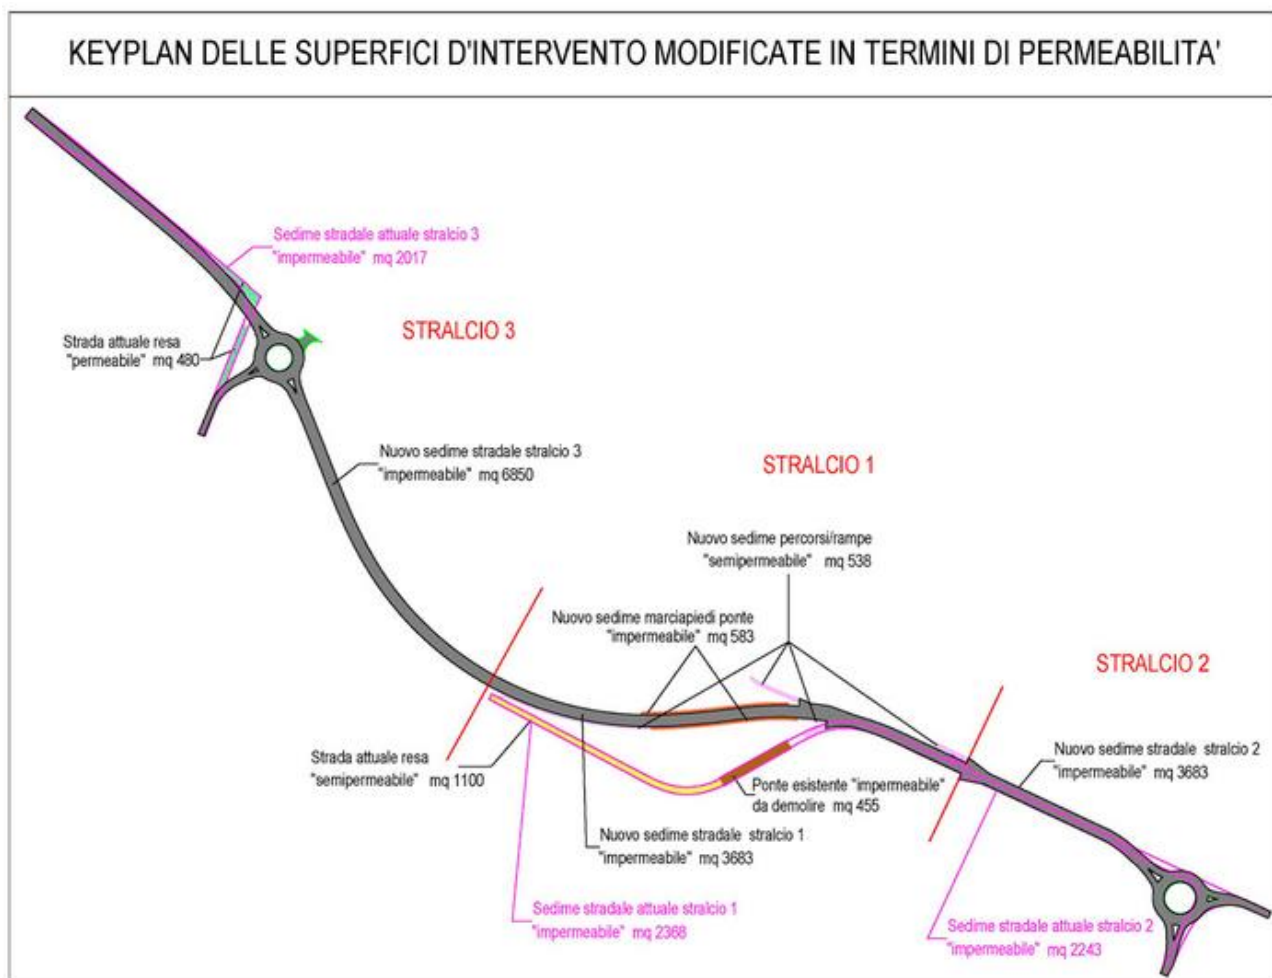 KEYPLAN DELLE SUPERFICI D'INTERVENTO MODIFICATE IN TERMINI DI PERMEABILITA'
Sedime stradale attuale stralcio 3
"impermeabile" mq 2017
STRALCIO 3
Strada attuale resa
"permeabile" mq 480
Nuovo sedime stradale stralcio 3
"impermeabile" mq 6850
STRALCIO 1
Nuovo sedime percorsi/rampe
"semipermeabile" mq 538
Nuovo sedime marciapiedi ponte
"impermeabile" mq 583
STRALCIO 2
Strada attuale resa
"semipermeabile" mq 1100
Nuovo sedime stradale stralcio 2
"impermeabile" mq 3683
Ponte esistente "impermeabile"
da demolire mq 455
Nuovo sedime stradale stralcio 1
"impermeabile" mq 3683
Sedime stradale attuale stralcio 1
"impermeabile" mq 2368
Sedime stradale attuale stralcio 2
"impermeabile" mq 2243